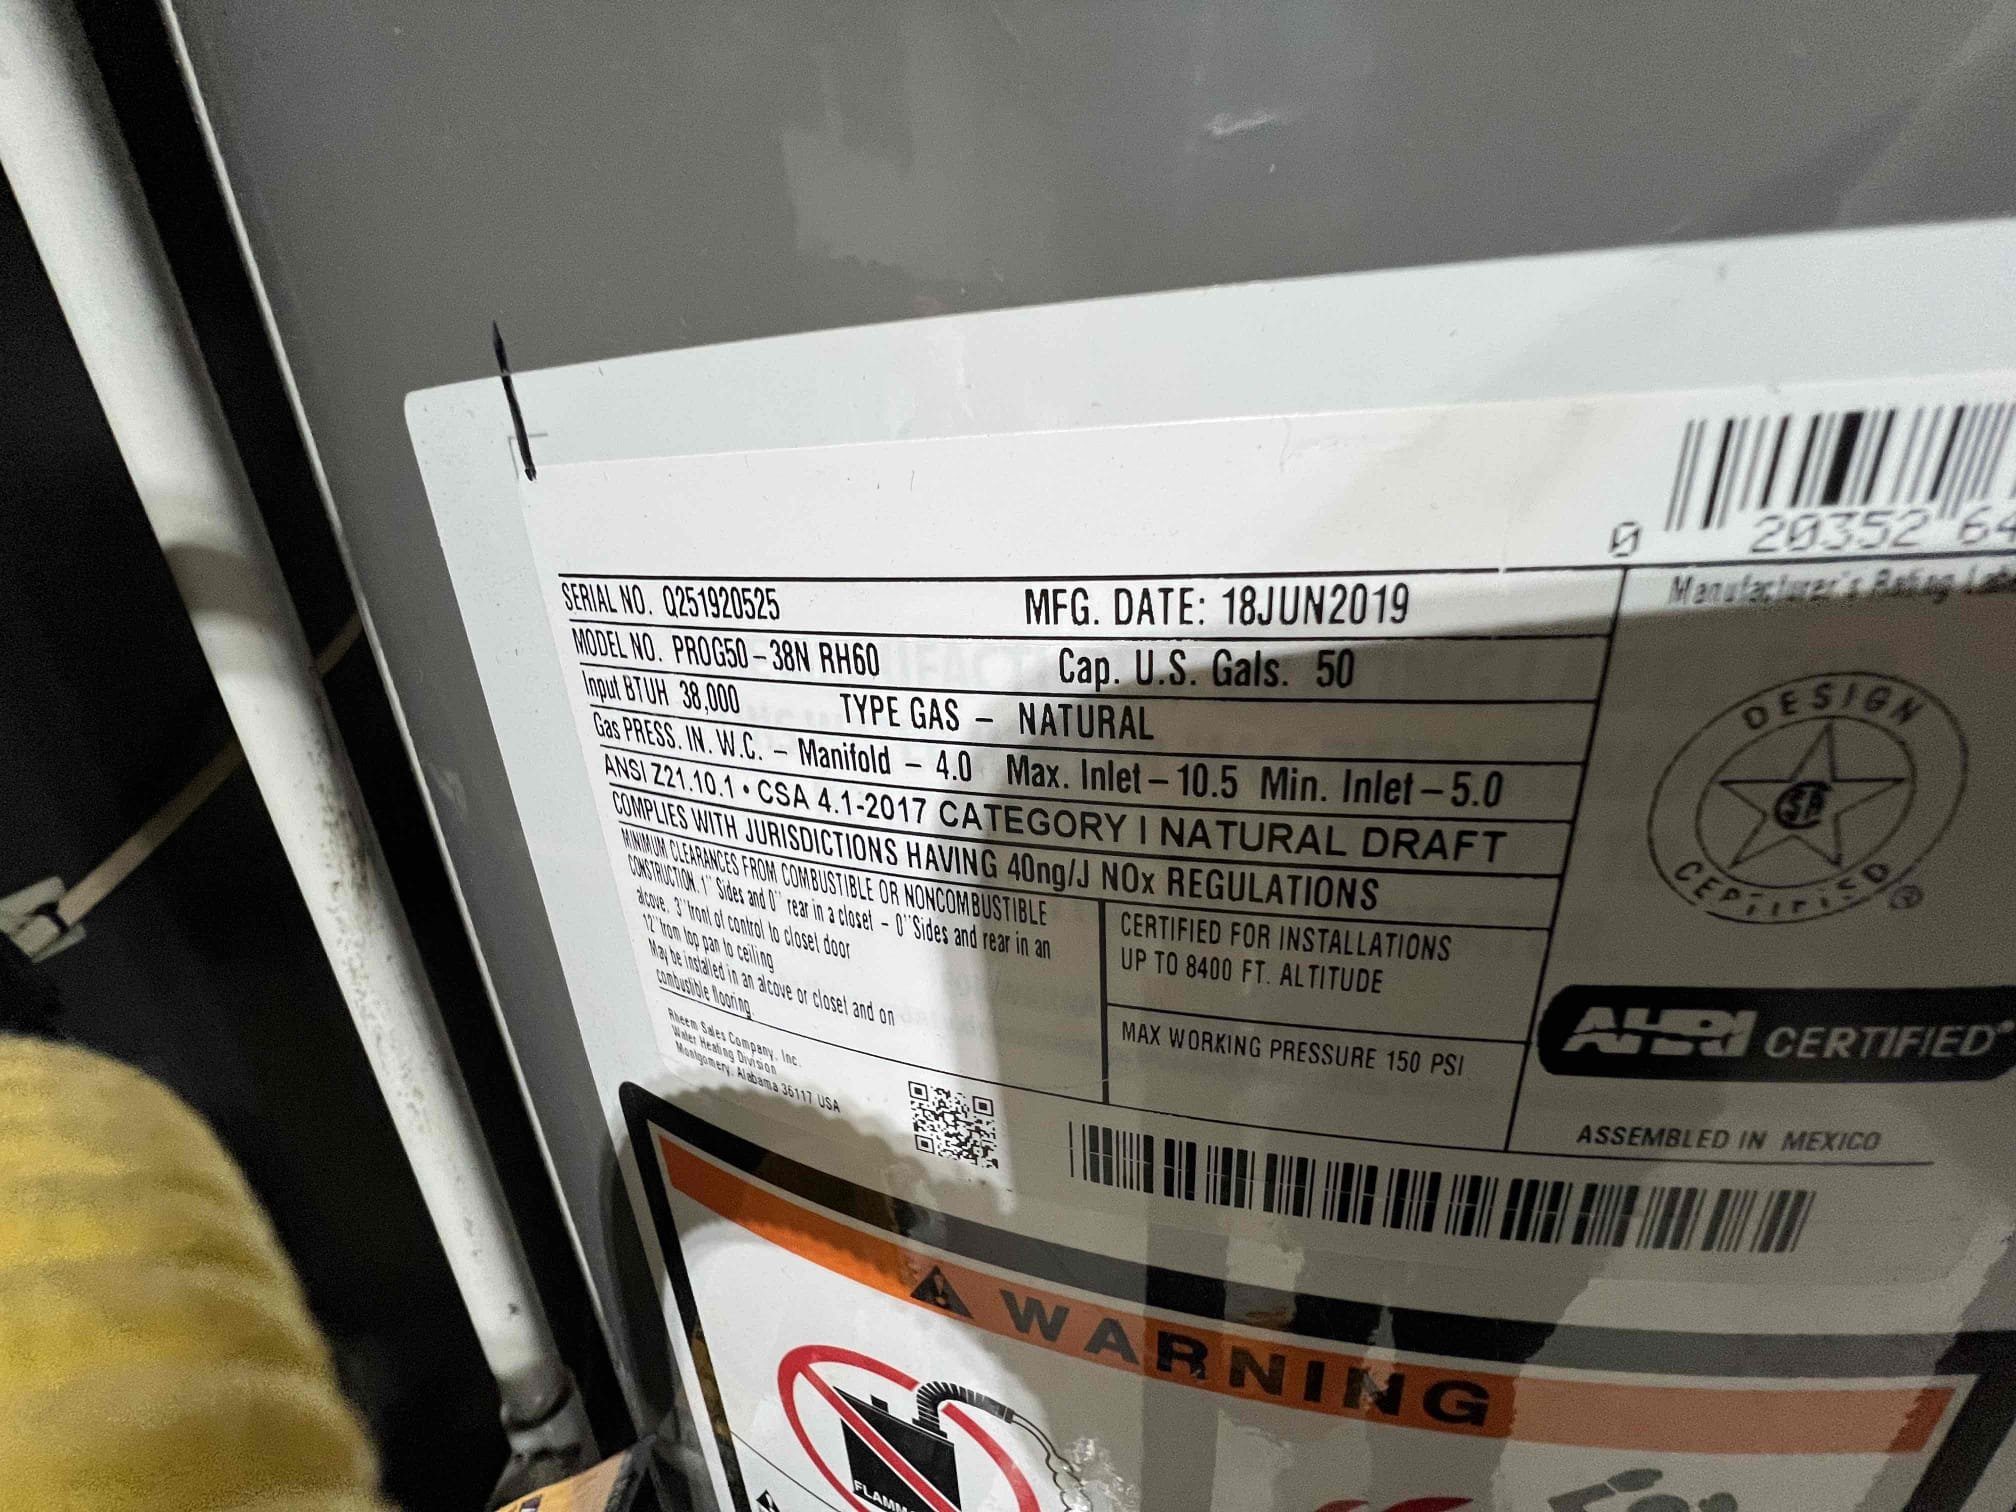 0 20352 64
Manufacturer's Rating
SERIAL NO. Q251920525 MFG. DATE: 18JUN2019
MODEL NO. PROG50-38N RH60 Cap. U.S. Gals. 50
Input BTUH 38,000 TYPE GAS - NATURAL
Gas PRESS. IN. W.C. - Manifold - 4.0 Max. Inlet - 10.5 Min. Inlet - 5.0
ANSI Z21.10.1 • CSA 4.1-2017 CATEGORY I NATURAL DRAFT
COMPLIES WITH JURISDICTIONS HAVING 40ng/J NOx REGULATIONS
MINIMUM CLEARANCES FROM COMBUSTIBLE OR NONCOMBUSTIBLE
CONSTRUCTION. 1" Sides and 0" rear in a closet - 0" Sides and rear in an
alcove. 3" front of control to closet door
12" from top pan to ceiling
May be installed in an alcove or closet and on
combustible flooring.
Rheem Sales Company, Inc.
Water Heating Division
Montgomery, Alabama 36117 USA
CERTIFIED FOR INSTALLATIONS
UP TO 8400 FT. ALTITUDE
MAX WORKING PRESSURE 150 PSI
DESIGN
CERTIFIED ®
AHRI CERTIFIED
ASSEMBLED IN MEXICO
WARNING